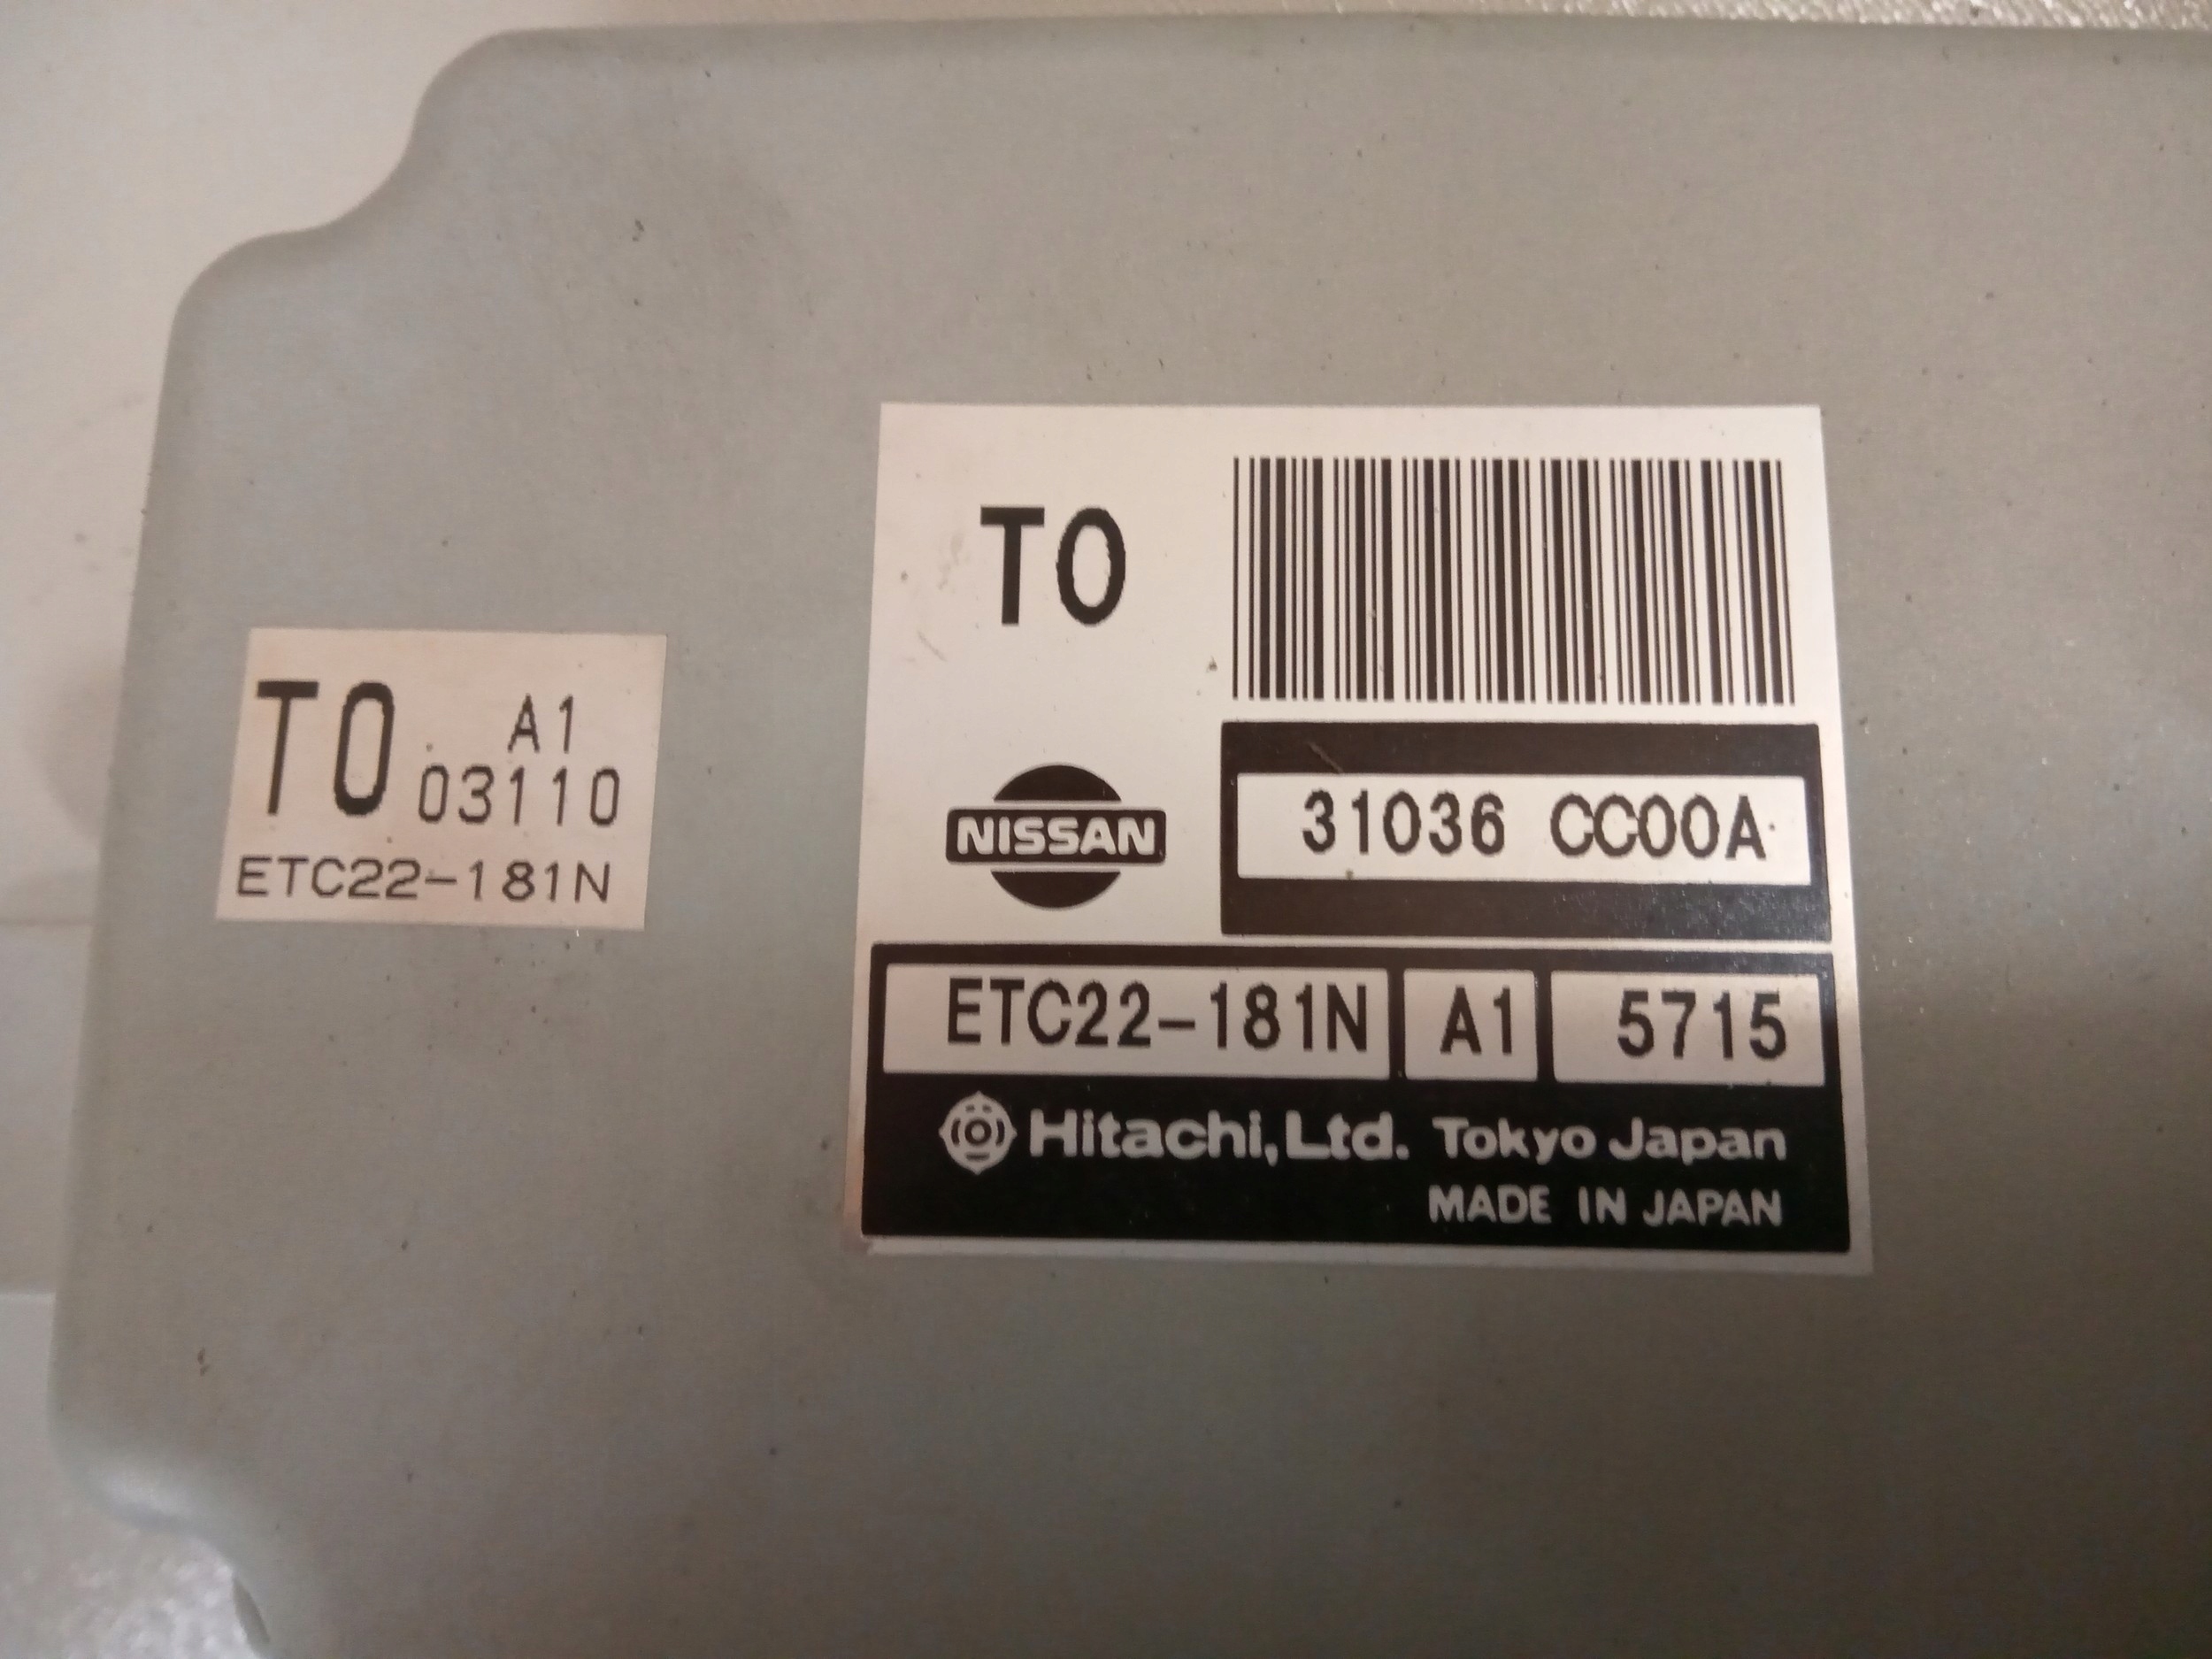 T0 A1
03110
ETC22-181N
T0
NISSAN
31036 CC00A
ETC22-181N A1 5715
Hitachi, Ltd. Tokyo Japan
MADE IN JAPAN